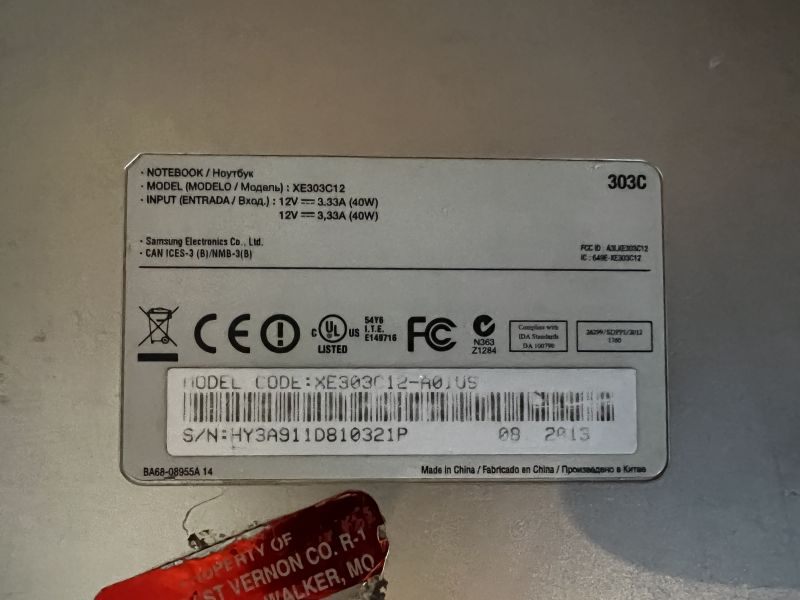 · NOTEBOOK / Ноутбук
· MODEL (MODELO / Модель) : XE303C12
· INPUT (ENTRADA / Вход.) : 12V ⎓ 3.33A (40W)
12V ⎓ 3,33A (40W)
303C
· Samsung Electronics Co., Ltd.
· CAN ICES-3 (B)/NMB-3(B)
FCC ID : A3LXE303C12
IC : 649E-XE303C12
CE
C UL US
LISTED
54Y6
I.T.E.
E149716
FC
N363
Z1284
Complies with
IDA Standards
DA 100790
MODEL CODE:XE303C12-A01US
S/N:HY3A911D810321P 08 2013
BA68-08955A 14
Made in China / Fabricado en China / Произведено в Китае
PROPERTY OF
VERNON CO. R-1
WALKER, MO